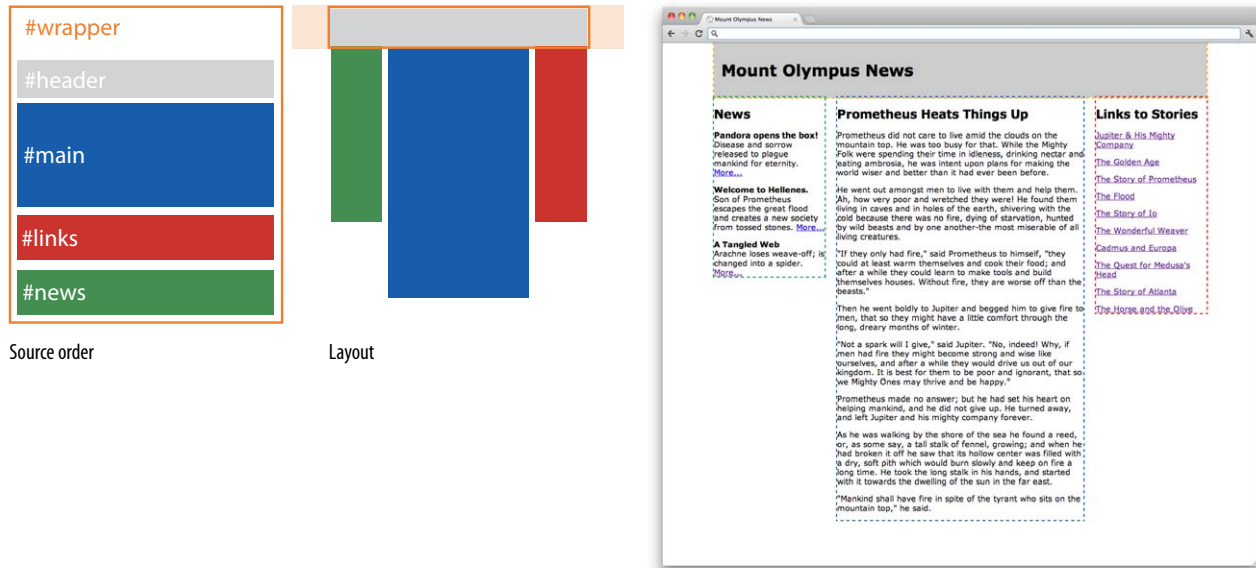 #wrapper
#header
#main
#links
#news
Source order
Layout
Mount Olympus News
Mount Olympus News
News
Pandora opens the box!
Disease and sorrow
released to plague
mankind for eternity.
More...
Welcome to Hellenes.
Son of Prometheus
escapes the great flood
and creates a new society
from tossed stones. More...
A Tangled Web
Arachne loses weave-off; is
changed into a spider.
More...
Prometheus Heats Things Up
Prometheus did not care to live amid the clouds on the
mountain top. He was too busy for that. While the Mighty
Folk were spending their time in idleness, drinking nectar and
eating ambrosia, he was intent upon plans for making the
world wiser and better than it had ever been before.
He went out amongst men to live with them and help them.
Ah, how very poor and wretched they were! He found them
living in caves and in holes of the earth, shivering with the
cold because there was no fire, dying of starvation, hunted
by wild beasts and by one another-the most miserable of all
living creatures.
"If they only had fire," said Prometheus to himself, "they
could at least warm themselves and cook their food; and
after a while they could learn to make tools and build
themselves houses. Without fire, they are worse off than the
beasts."
Then he went boldly to Jupiter and begged him to give fire to
men, that so they might have a little comfort through the
long, dreary months of winter.
"Not a spark will I give," said Jupiter. "No, indeed! Why, if
men had fire they might become strong and wise like
ourselves, and after a while they would drive us out of our
kingdom. It is best for them to be poor and ignorant, that so
we Mighty Ones may thrive and be happy."
Prometheus made no answer; but he had set his heart on
helping mankind, and he did not give up. He turned away,
and left Jupiter and his mighty company forever.
As he was walking by the shore of the sea he found a reed,
or, as some say, a tall stalk of fennel, growing; and when he
had broken it off he saw that its hollow center was filled with
a dry, soft pith which would burn slowly and keep on fire a
long time. He took the long stalk in his hands, and started
with it towards the dwelling of the sun in the far east.
"Mankind shall have fire in spite of the tyrant who sits on the
mountain top," he said.
Links to Stories
Jupiter & His Mighty
Company
The Golden Age
The Story of Prometheus
The Flood
The Story of Io
The Wonderful Weaver
Cadmus and Europa
The Quest for Medusa's
Head
The Story of Atlanta
The Horse and the Olive